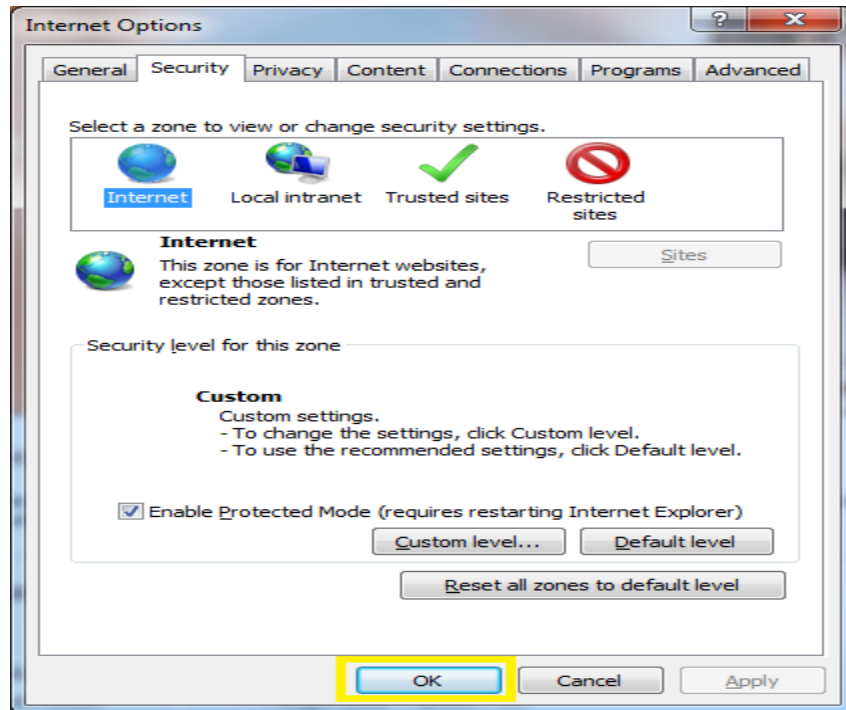 Internet Options
?
X
General Security Privacy Content Connections Programs Advanced
Select a zone to view or change security settings.
Internet Local intranet Trusted sites Restricted
sites
Internet
This zone is for Internet websites,
except those listed in trusted and
restricted zones.
Sites
Security level for this zone
Custom
Custom settings.
- To change the settings, click Custom level.
- To use the recommended settings, click Default level.
Enable Protected Mode (requires restarting Internet Explorer)
Custom level... Default level
Reset all zones to default level
OK Cancel Apply